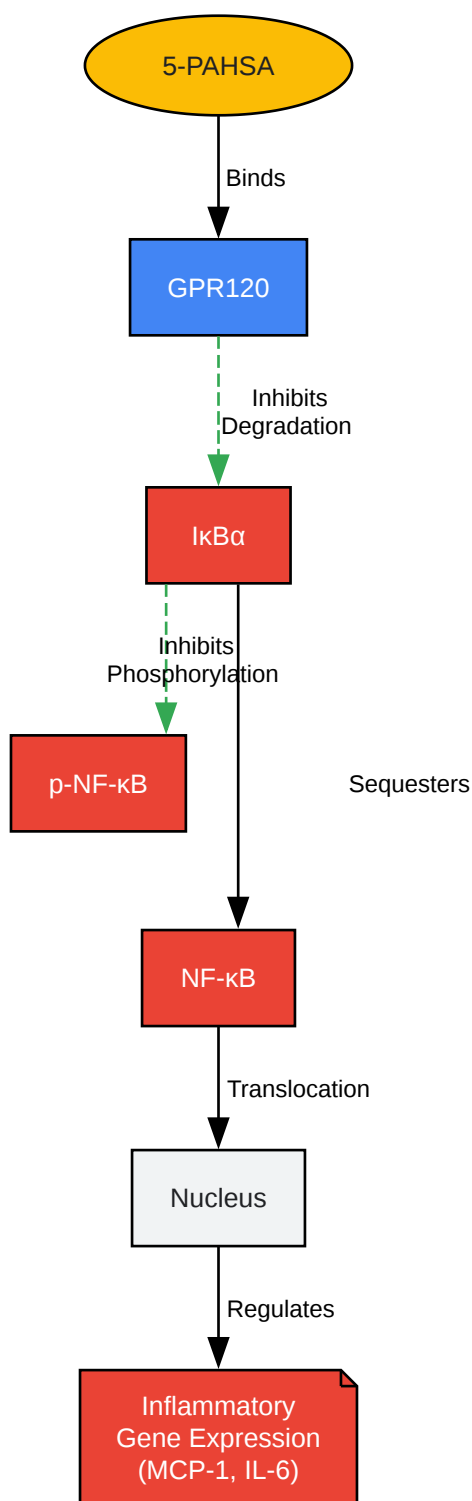 5-PAHSA
Binds
GPR120
Inhibits
Degradation
IκBα
Inhibits
Phosphorylation
p-NF-κB
Sequesters
NF-κB
Translocation
Nucleus
Regulates
Inflammatory
Gene Expression
(MCP-1, IL-6)